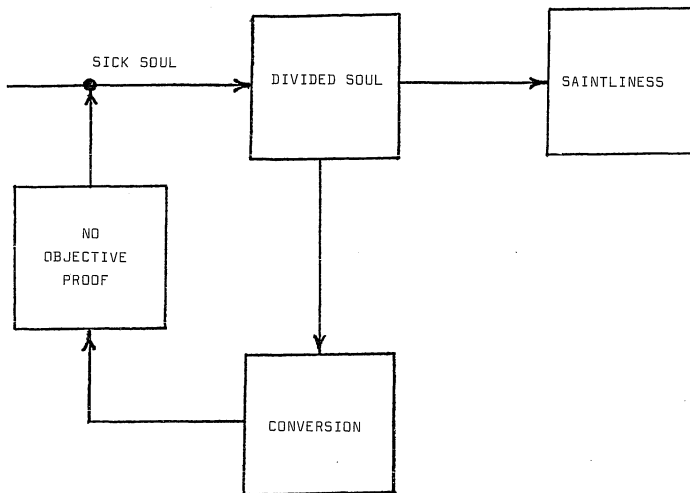 SICK SOUL
DIVIDED SOUL
SAINTLINESS
NO
OBJECTIVE
PROOF
CONVERSION